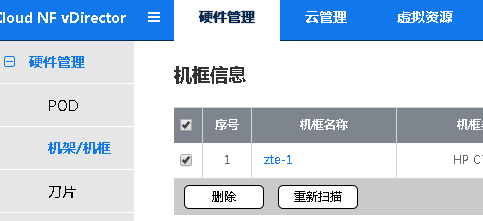 Cloud NF vDirector 硬件管理 云管理 虚拟资源
硬件管理
POD
机架/机框
刀片
机框信息
序号 机框名称
1 zte-1 HP C
删除 重新扫描